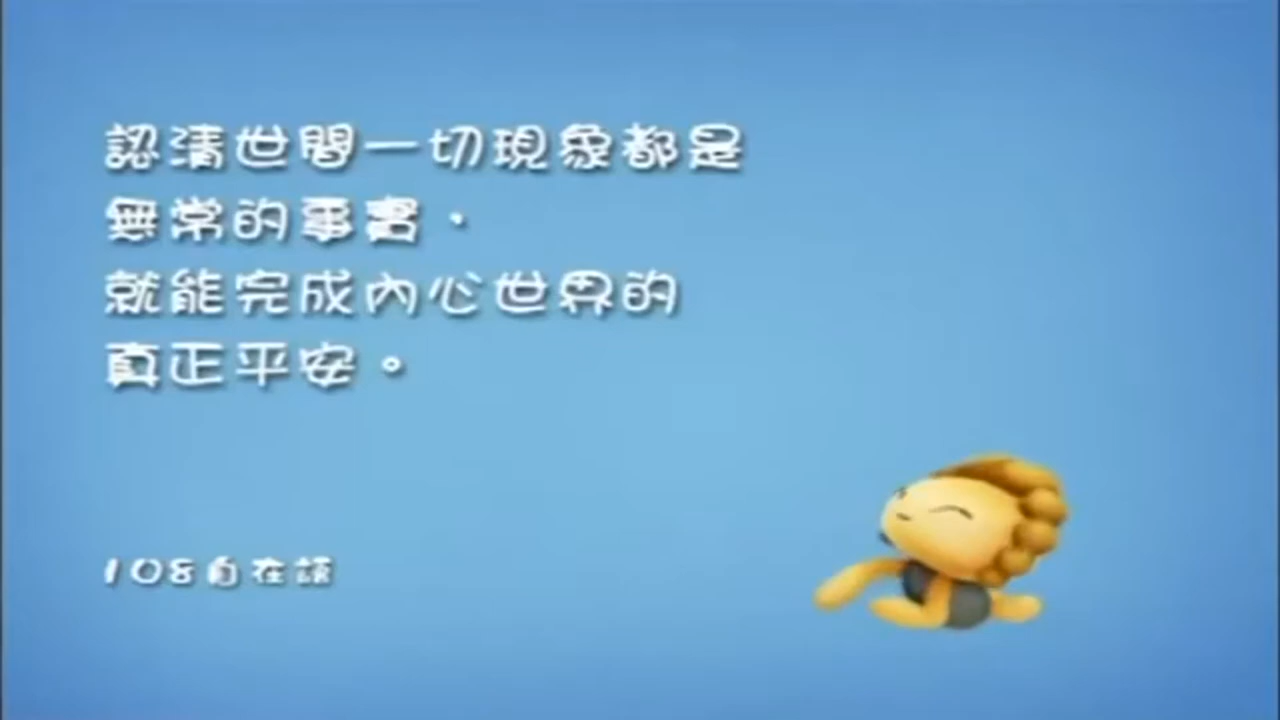 認清世間一切現象都是
無常的事實，
就能完成內心世界的
真正平安。
108自在語